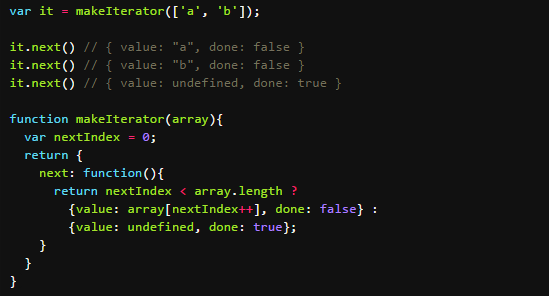 var it = makeIterator(['a', 'b']);

it.next() // { value: "a", done: false }
it.next() // { value: "b", done: false }
it.next() // { value: undefined, done: true }

function makeIterator(array){
  var nextIndex = 0;
  return {
    next: function(){
      return nextIndex < array.length ?
        {value: array[nextIndex++], done: false} :
        {value: undefined, done: true};
    }
  }
}